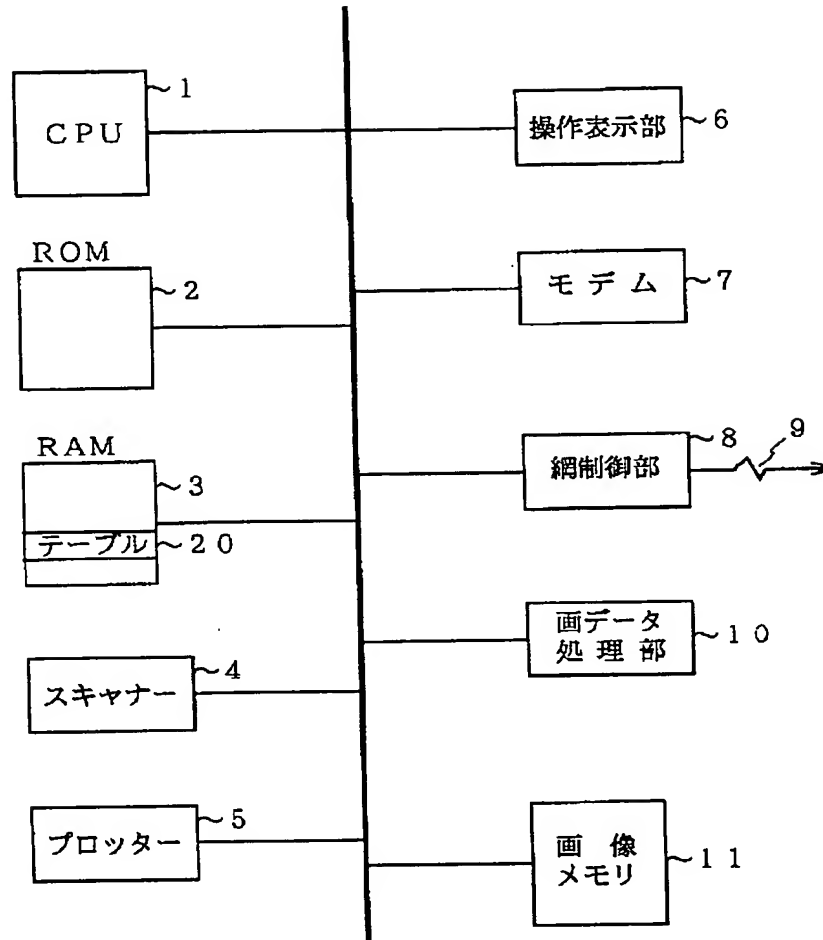 CPU
1
ROM
2
RAM
3
テーブル
20
スキャナー
4
プロッター
5
操作表示部
6
モデム
7
網制御部
8
9
画データ
処理部
10
画像
メモリ
11